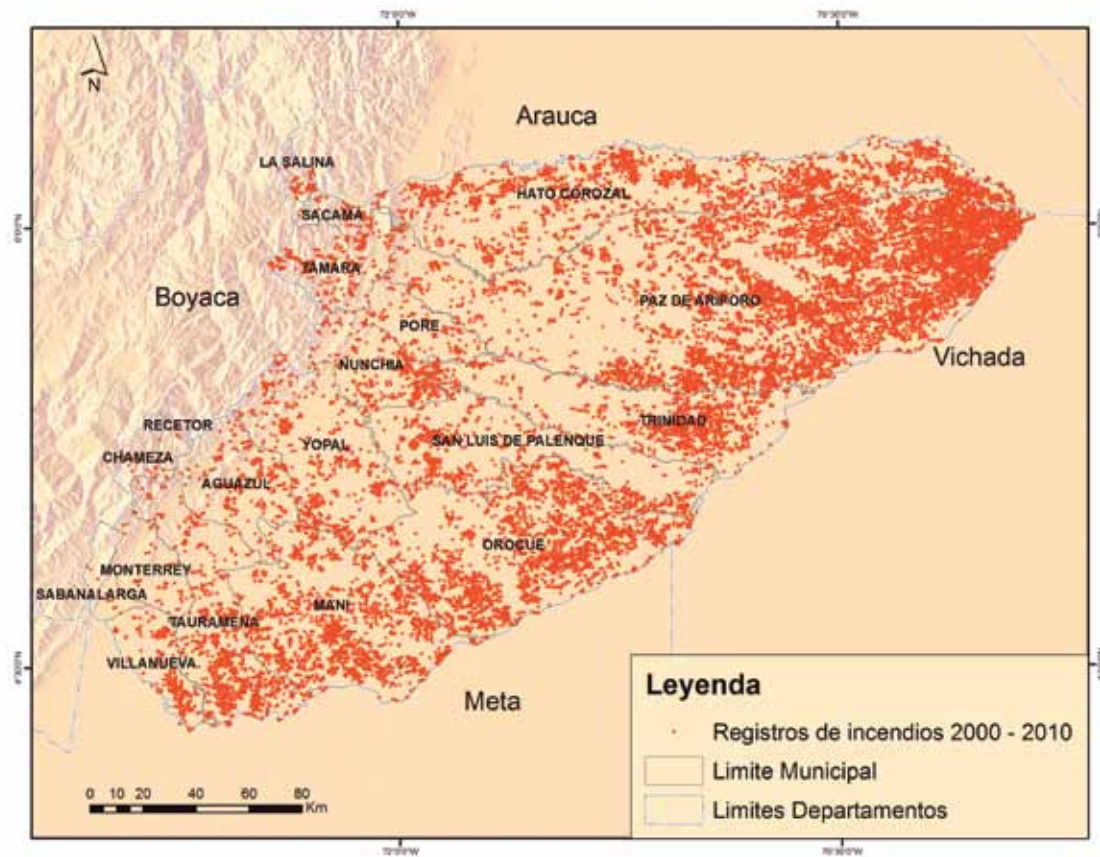 N
Arauca
LA SALINA
HATO COROZAL
SACAMA
TAMARA
Boyaca
PAZ DE ARIPORO
PORE
Vichada
NUNCHIA
TRINIDAD
RECETOR
SAN LUIS DE PALENQUE
YOPAL
CHAMEZA
AGUAZUL
OROCUE
MONTERREY
SABANALARGA
MANI
TAURAMENA
VILLANUEVA
Meta
Leyenda
Registros de incendios 2000 - 2010
Limite Municipal
Limites Departamentos
0 10 20 40 60 80
Km